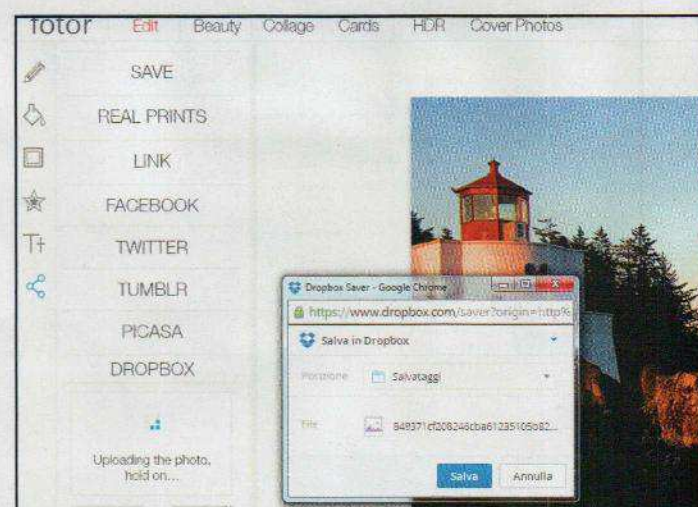 fotor
Edit Beauty Collage Cards HDR Cover Photos
SAVE
REAL PRINTS
LINK
FACEBOOK
TWITTER
TUMBLR
PICASA
DROPBOX
Uploading the photo,
hold on...
Dropbox Saver - Google Chrome
https://www.dropbox.com/saver?origin=http%
Salva in Dropbox
Posizione Salvataggi
File
Salva Annulla